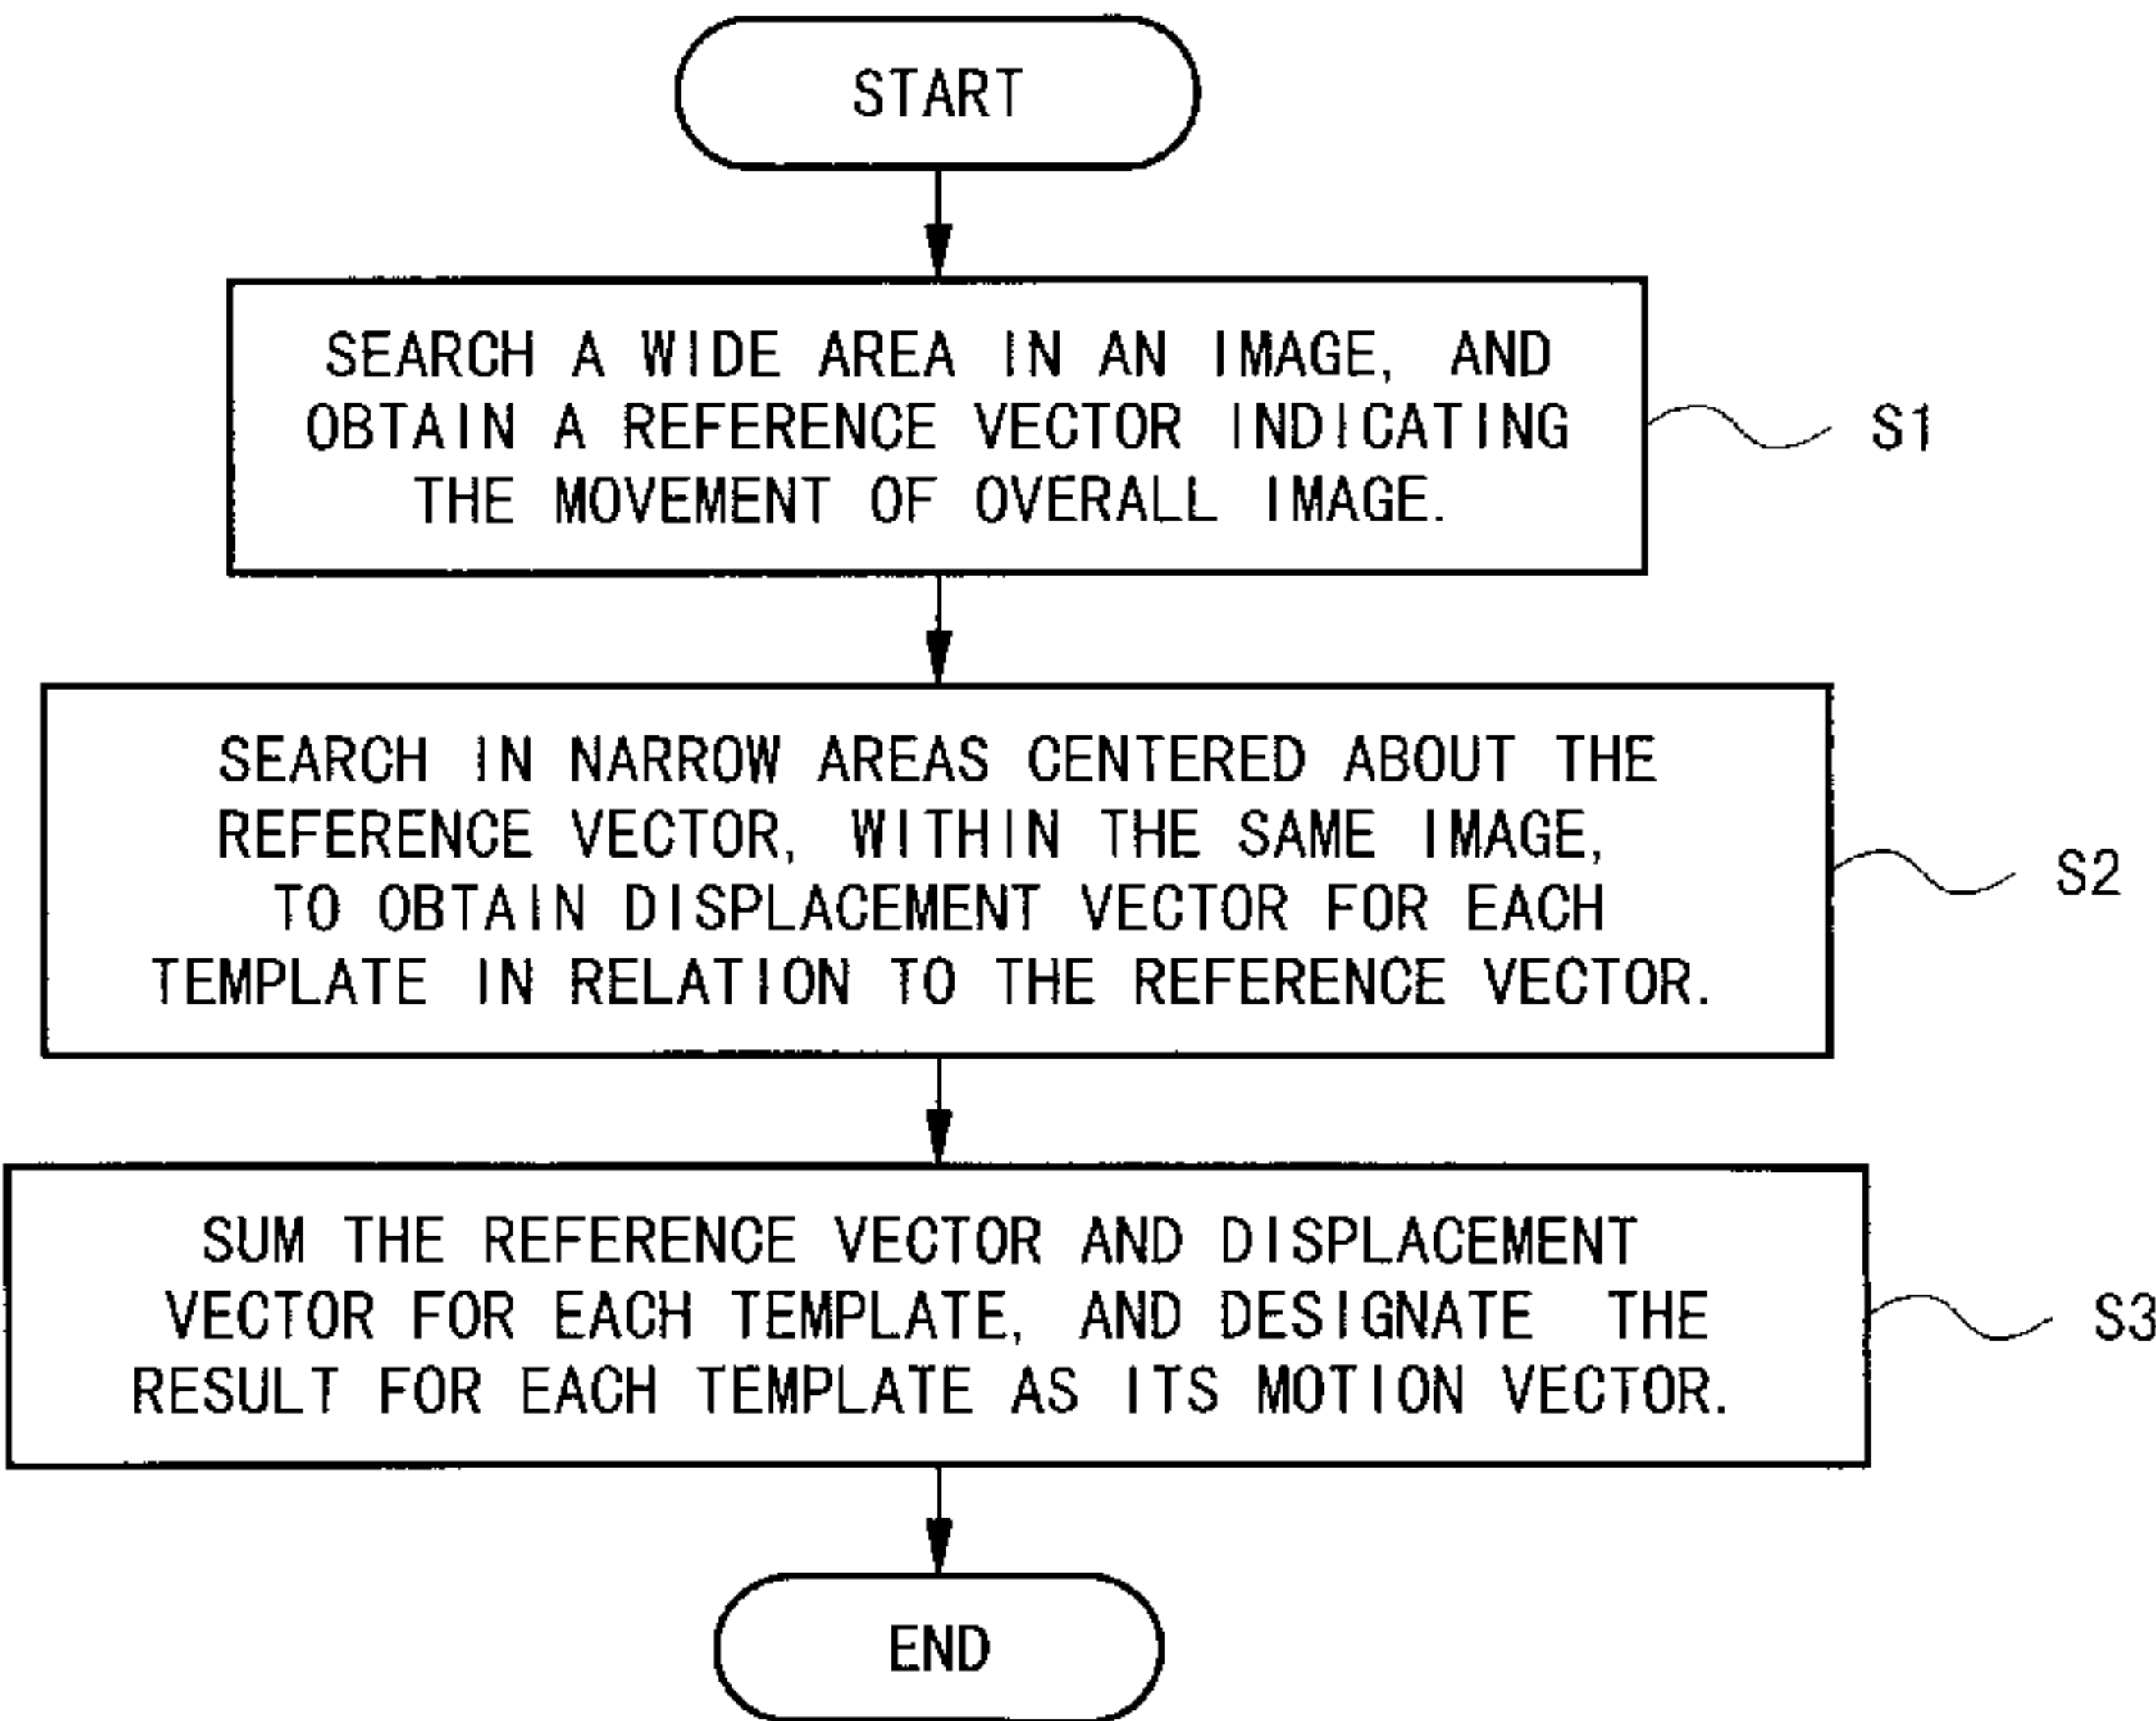 START
SEARCH A WIDE AREA IN AN IMAGE, AND
OBTAIN A REFERENCE VECTOR INDICATING
THE MOVEMENT OF OVERALL IMAGE.
S1
SEARCH IN NARROW AREAS CENTERED ABOUT THE
REFERENCE VECTOR, WITHIN THE SAME IMAGE,
TO OBTAIN DISPLACEMENT VECTOR FOR EACH
TEMPLATE IN RELATION TO THE REFERENCE VECTOR.
S2
SUM THE REFERENCE VECTOR AND DISPLACEMENT
VECTOR FOR EACH TEMPLATE, AND DESIGNATE THE
RESULT FOR EACH TEMPLATE AS ITS MOTION VECTOR.
S3
END